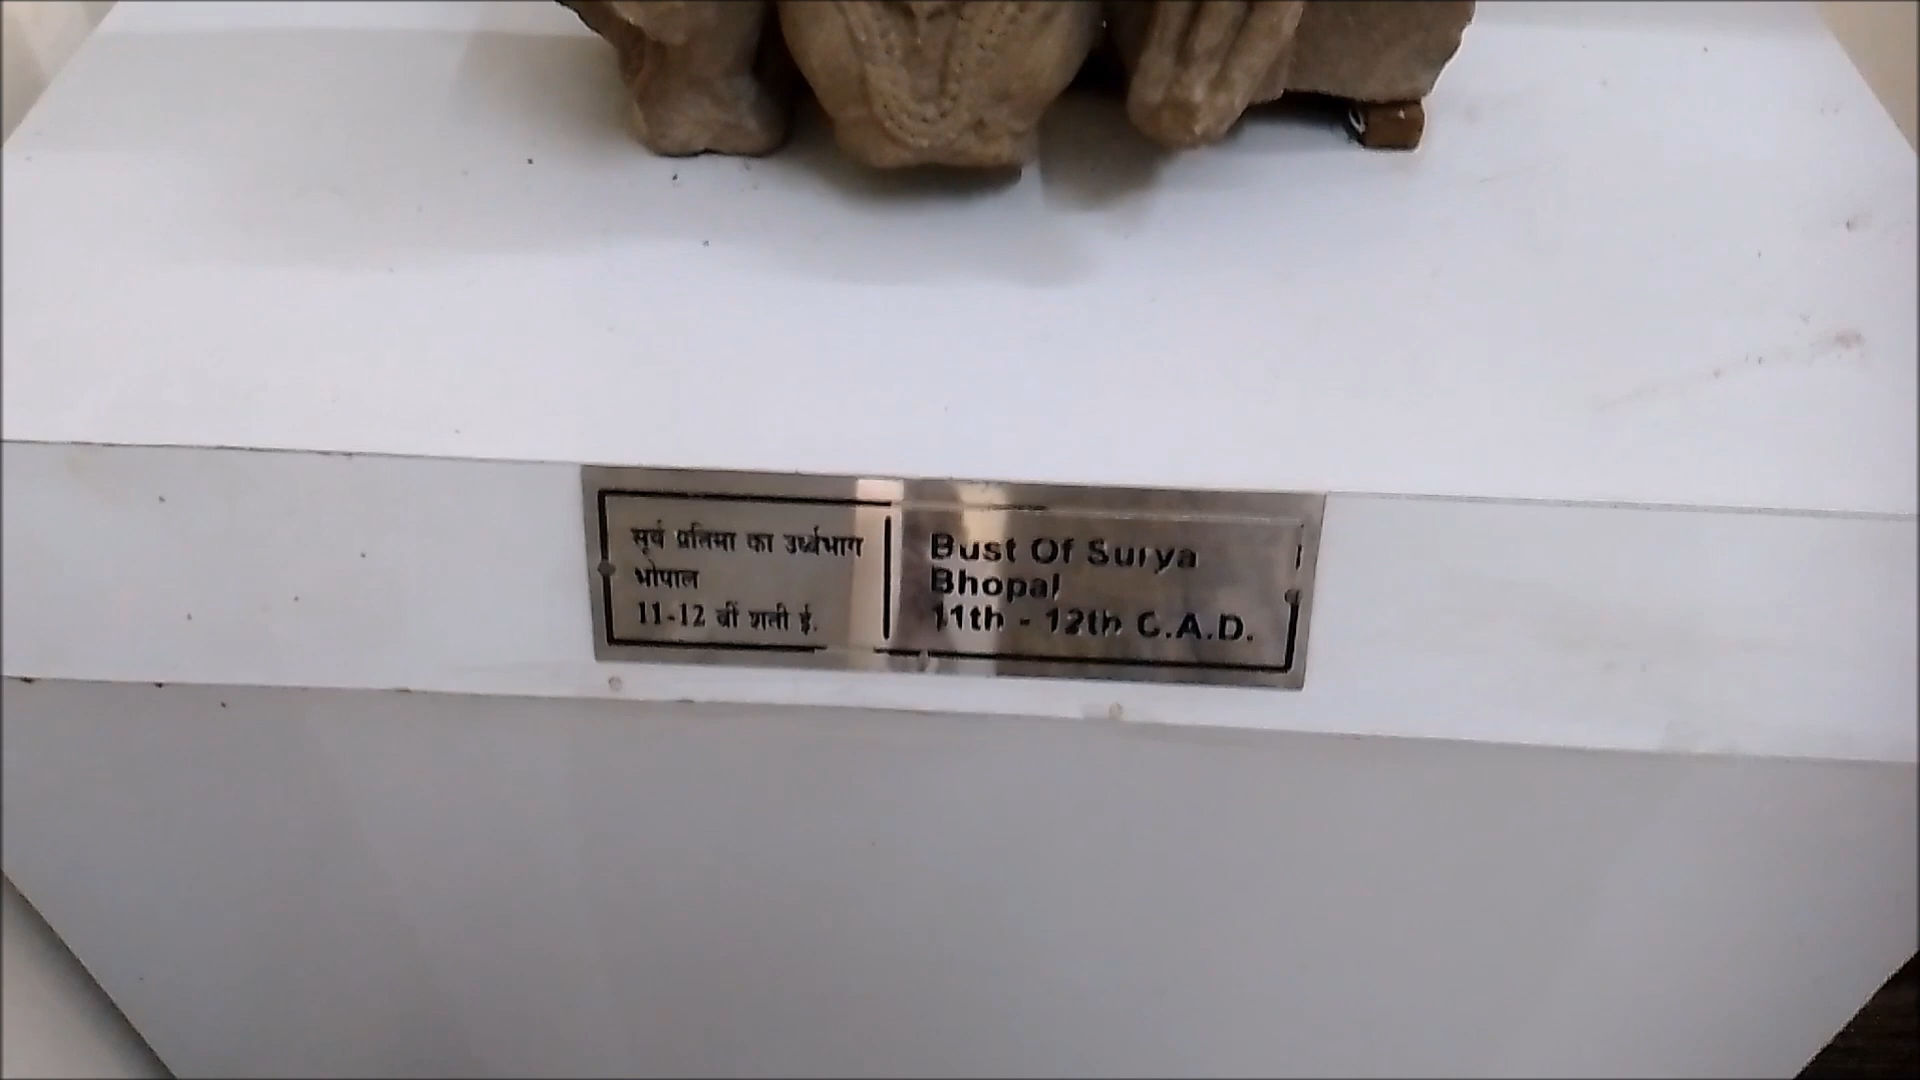 सूर्य प्रतिमा का उर्ध्वभाग
भोपाल
11-12 वीं शती ई.
Bust Of Surya
Bhopal
11th - 12th C.A.D.